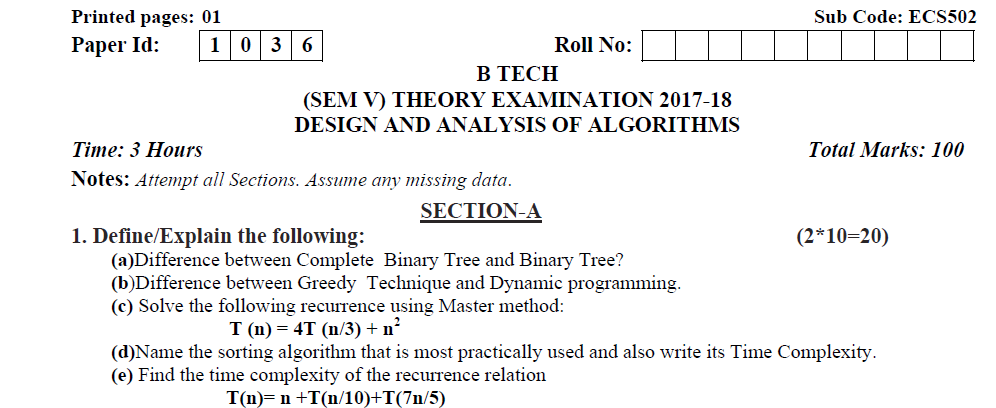 Printed pages: 01 Sub Code: ECS502
Paper Id: 1 0 3 6 Roll No:
B TECH
(SEM V) THEORY EXAMINATION 2017-18
DESIGN AND ANALYSIS OF ALGORITHMS
Time: 3 Hours Total Marks: 100
Notes: Attempt all Sections. Assume any missing data.
SECTION-A
1. Define/Explain the following: (2*10=20)
(a)Difference between Complete Binary Tree and Binary Tree?
(b)Difference between Greedy Technique and Dynamic programming.
(c) Solve the following recurrence using Master method:
T (n) = 4T (n/3) + n²
(d)Name the sorting algorithm that is most practically used and also write its Time Complexity.
(e) Find the time complexity of the recurrence relation
T(n)= n +T(n/10)+T(7n/5)